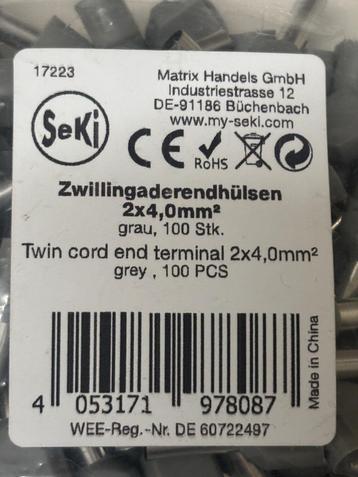 17223
Matrix Handels GmbH
Industriestrasse 12
DE-91186 Büchenbach
www.my-seki.com
SeKi
CE
RoHS
Zwillingaderendhülsen
2x4,0mm²
grau, 100 Stk.
Twin cord end terminal 2x4,0mm²
grey , 100 PCS
Made in China
4 053171 978087
WEE-Reg.-Nr. DE 60722497